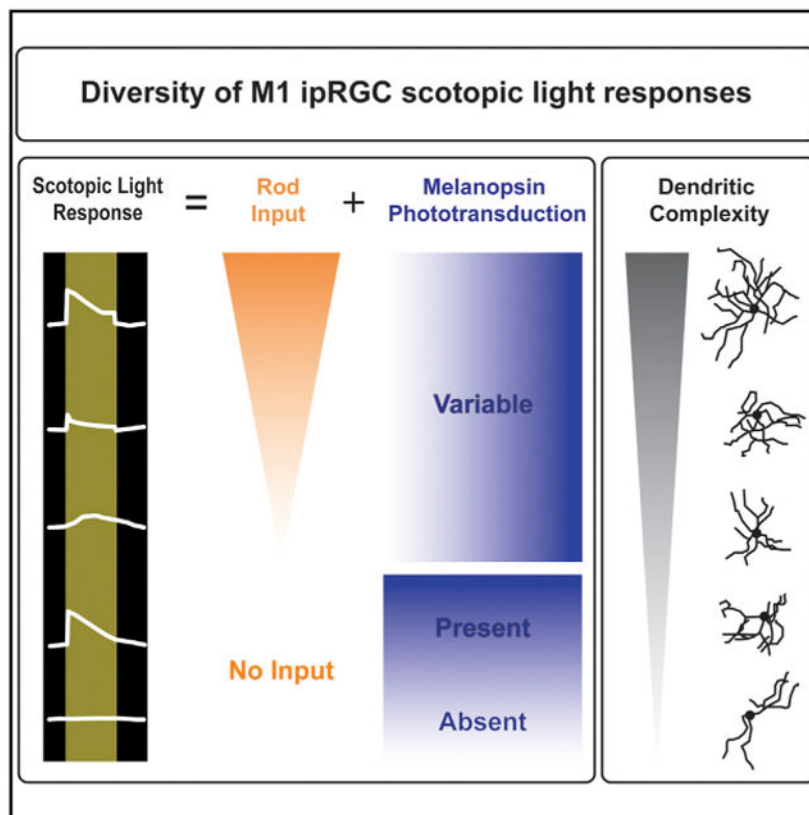 Diversity of M1 ipRGC scotopic light responses
Scotopic Light
Response
=
Rod
Input
+
Melanopsin
Phototransduction
Dendritic
Complexity
Variable
Present
No Input
Absent